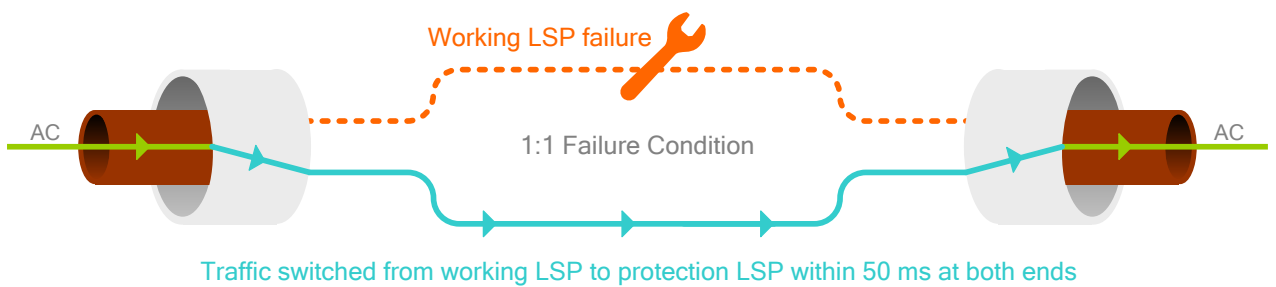 Working LSP failure
AC
1:1 Failure Condition
AC
Traffic switched from working LSP to protection LSP within 50 ms at both ends